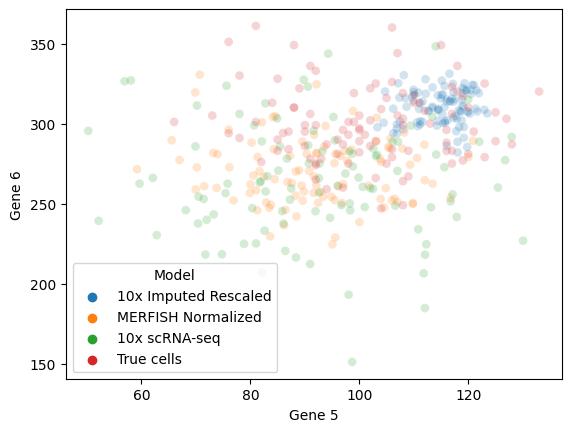 350
300
250
200
150
Gene 6
Model
10x Imputed Rescaled
MERFISH Normalized
10x scRNA-seq
True cells
60
80
100
120
Gene 5